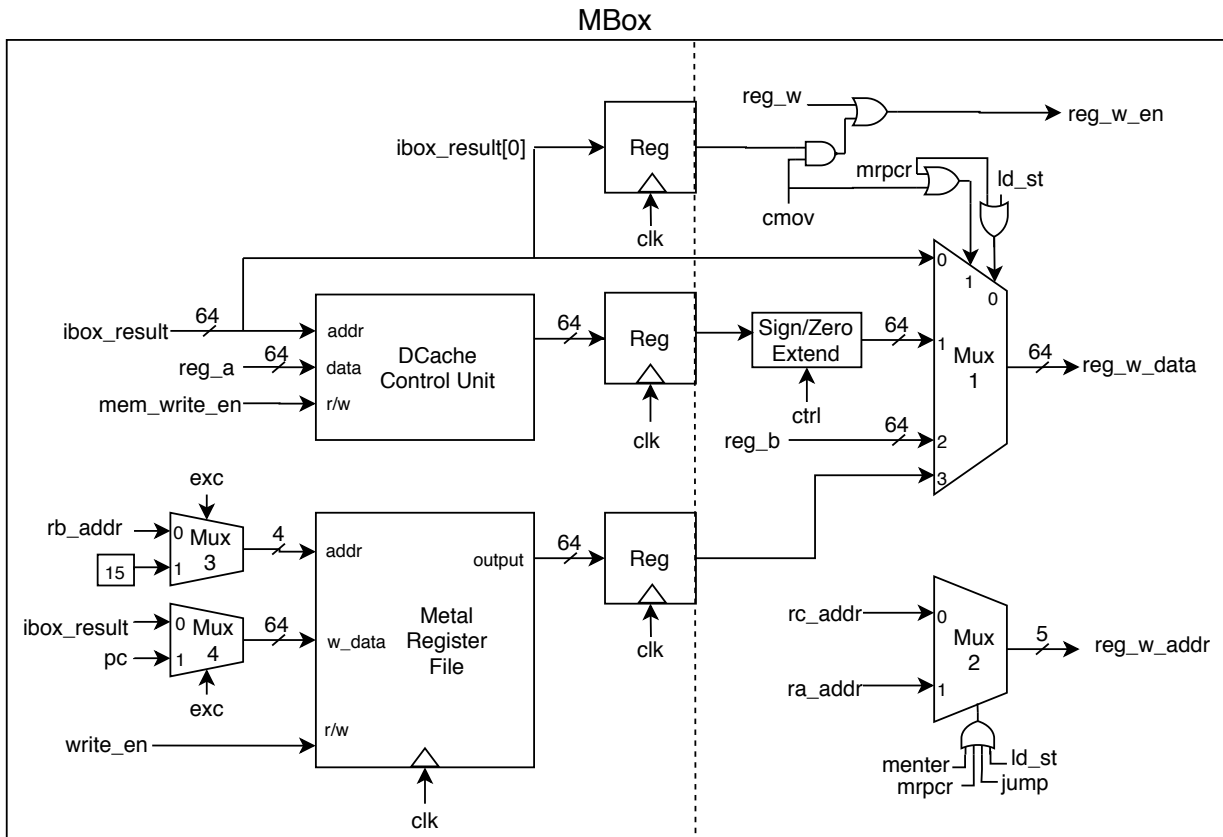 MBox
reg_w
reg_w_en
ibox_result[0]
Reg
mrpcr
ld_st
cmov
clk
0
1
0
ibox_result
64
addr
64
Reg
Sign/Zero
Extend
64
1
Mux
1
64
reg_w_data
reg_a
64
data
DCache
Control Unit
mem_write_en
r/w
clk
ctrl
reg_b
64
2
3
exc
rb_addr
0
Mux
3
4
addr
output
64
Reg
15
1
ibox_result
0
Mux
4
64
w_data
Metal
Register
File
pc
1
exc
clk
rc_addr
0
Mux
2
5
reg_w_addr
ra_addr
1
write_en
r/w
clk
menter
ld_st
mrpcr
jump